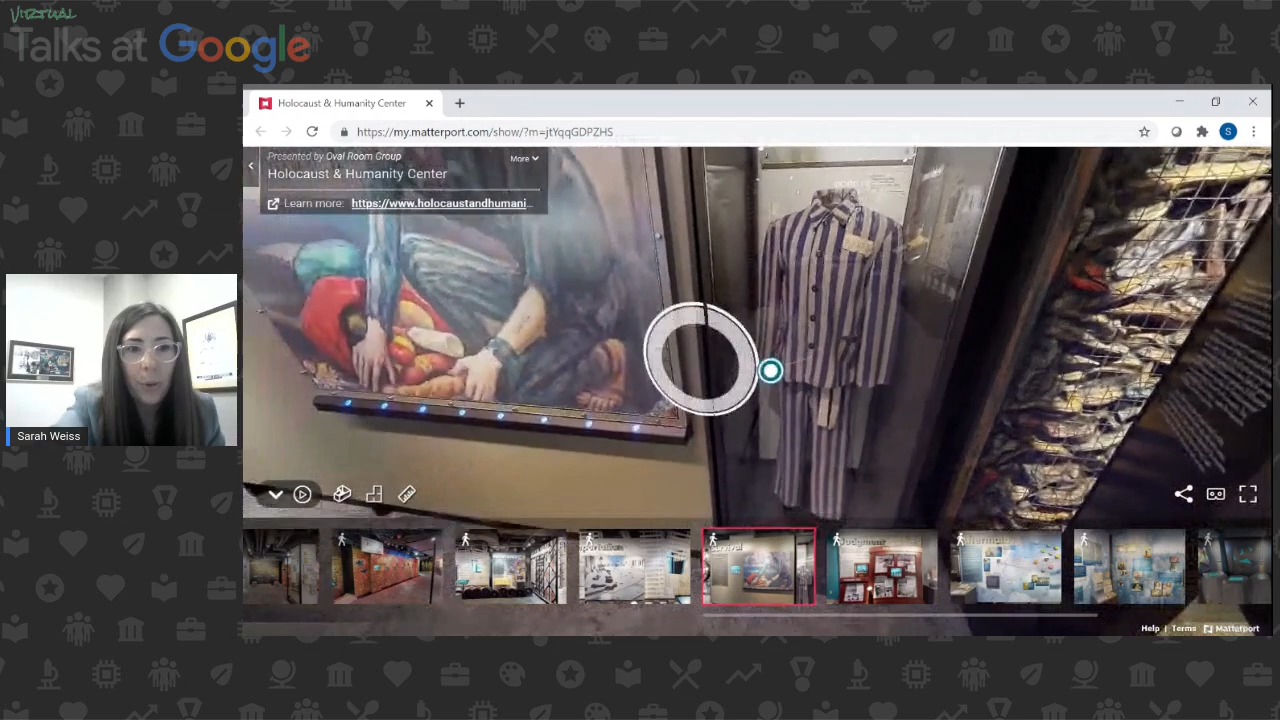 VIRTUAL
Talks at Google
Holocaust & Humanity Center
https://my.matterport.com/show/?m=jtYqqGDPZHS
S
Presented by Oval Room Group
More
Holocaust & Humanity Center
Learn more: https://www.holocaustandhumani...
Sarah Weiss
Survival
Judgment
Help | Terms Matterport